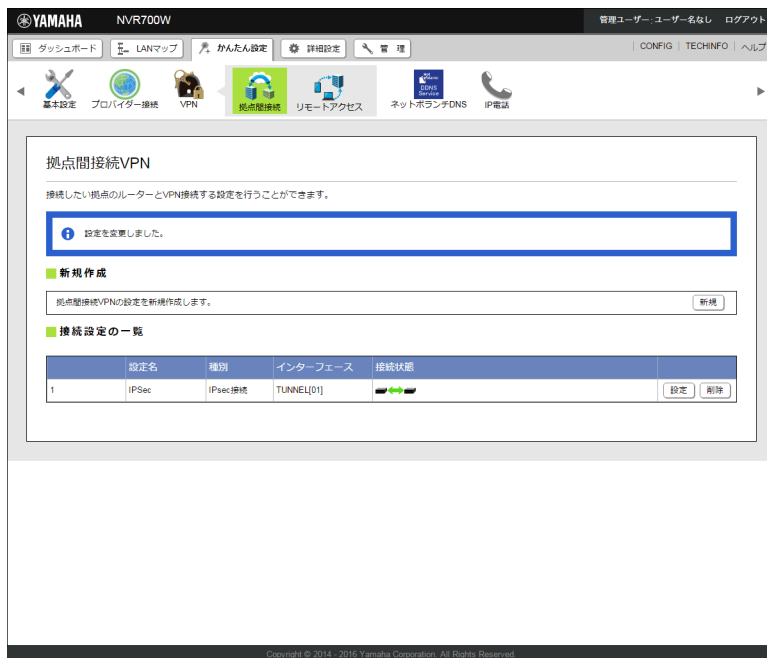 YAMAHA NVR700W 管理ユーザー: ユーザー名なし ログアウト
ダッシュボード LANマップ かんたん設定 詳細設定 管 理 CONFIG | TECHINFO | ヘルプ
基本設定 プロバイダー接続 VPN 拠点間接続 リモートアクセス DDNS Service ネットボランチDNS IP電話
拠点間接続VPN
接続したい拠点のルーターとVPN接続する設定を行うことができます。
設定を変更しました。
新規作成
拠点間接続VPNの設定を新規作成します。 新規
接続設定の一覧
設定名 種別 インターフェース 接続状態
1 IPSec IPsec接続 TUNNEL[01] 設定 削除
Copyright © 2014 - 2016 Yamaha Corporation. All Rights Reserved.